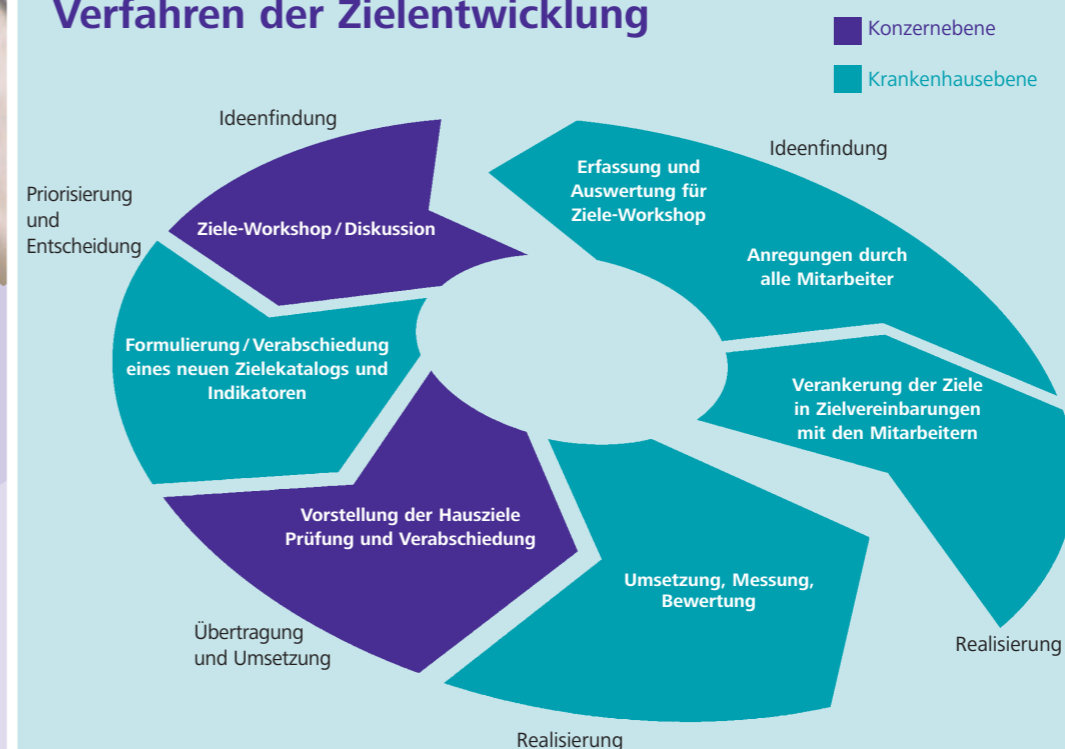 Verfahren der Zielentwicklung
Konzernebene
Krankenhausebene
Ideenfindung
Ideenfindung
Priorisierung
und
Entscheidung
Erfassung und
Auswertung für
Ziele-Workshop
Ziele-Workshop / Diskussion
Anregungen durch
alle Mitarbeiter
Formulierung / Verabschiedung
eines neuen Zielekatalogs und
Indikatoren
Verankerung der Ziele
in Zielvereinbarungen
mit den Mitarbeitern
Vorstellung der Hausziele
Prüfung und Verabschiedung
Umsetzung, Messung,
Bewertung
Übertragung
und Umsetzung
Realisierung
Realisierung